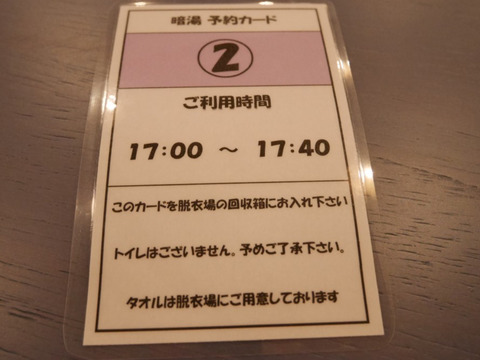 暗湯 予約カード
②
ご利用時間
17:00 ～ 17:40
このカードを脱衣場の回収箱にお入れ下さい
トイレはございません。予めご了承下さい。
タオルは脱衣場にご用意しております